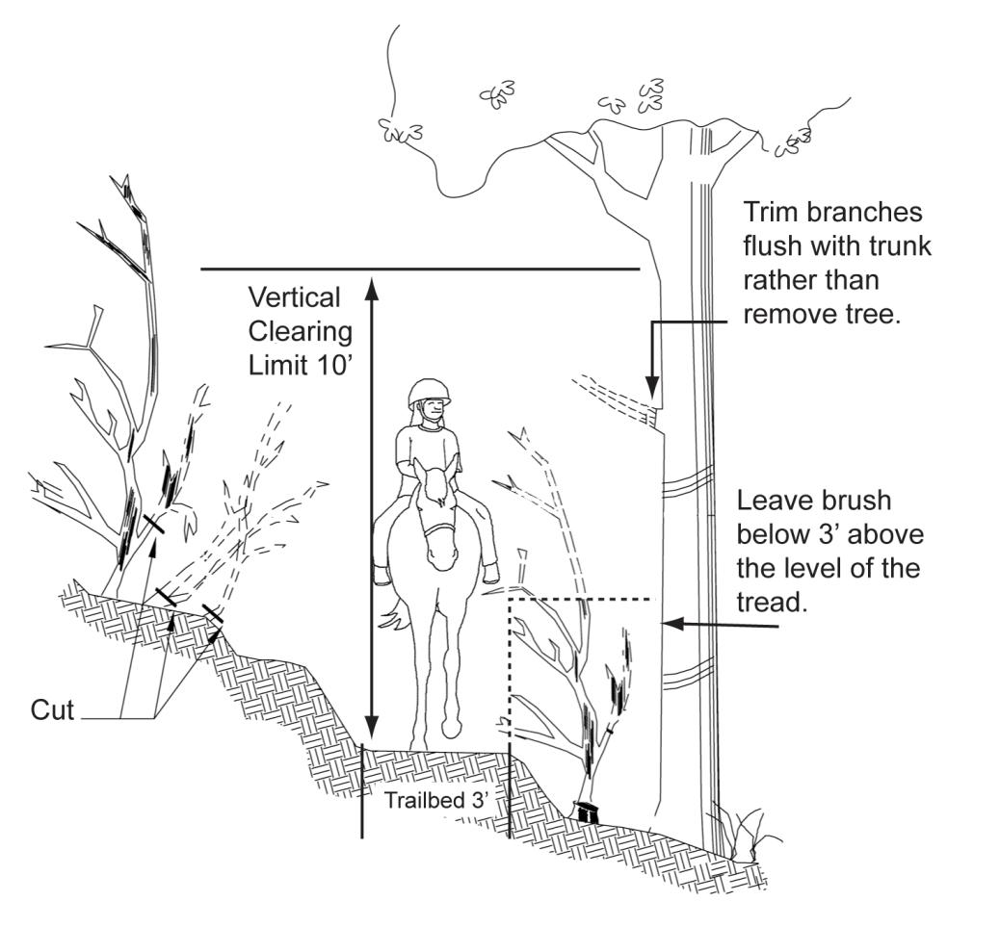 Trim branches
flush with trunk
rather than
remove tree.
Vertical
Clearing
Limit 10’
Leave brush
below 3’ above
the level of the
tread.
Cut
Trailbed 3’